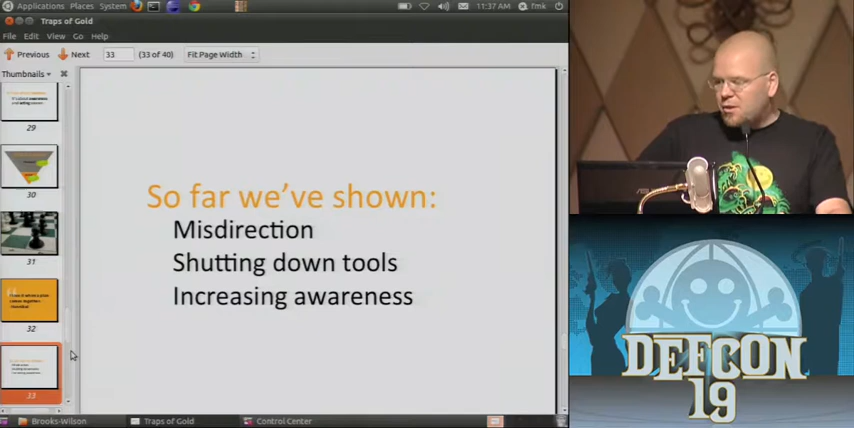 Applications Places System
11:37 AM
fmk
Traps of Gold
File Edit View Go Help
Previous
Next
33
(33 of 40)
Fit Page Width
Thumbnails
29
30
31
32
33
So far we've shown:
Misdirection
Shutting down tools
Increasing awareness
Brooks-Wilson
Traps of Gold
Control Center
DEFCON
19